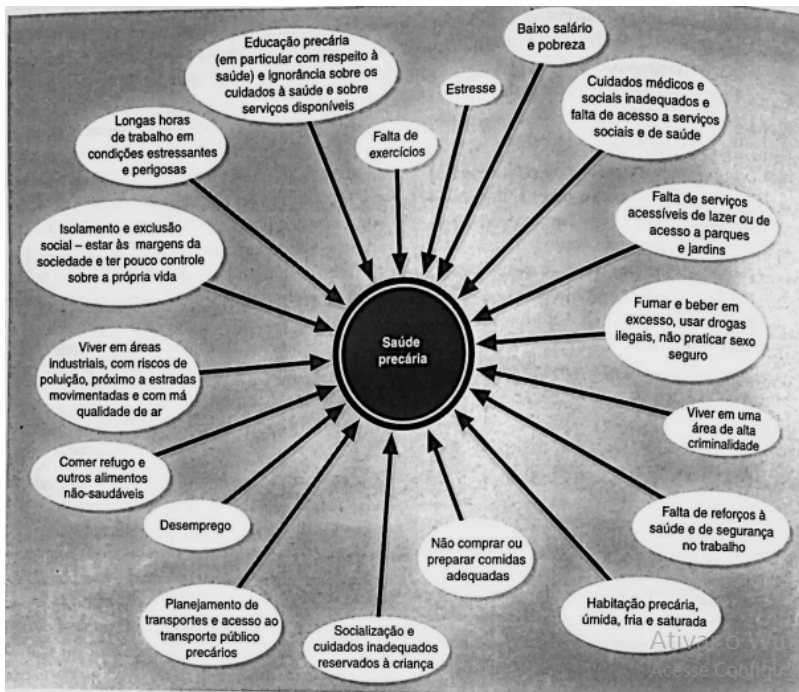 Baixo salário
e pobreza
Educação precária
(em particular com respeito à
saúde) e ignorância sobre os
cuidados à saúde e sobre
serviços disponíveis
Estresse
Cuidados médicos e
sociais inadequados e
falta de acesso a serviços
sociais e de saúde
Longas horas
de trabalho em
condições estressantes
e perigosas
Falta de
exercícios
Falta de serviços
acessíveis de lazer ou de
acesso a parques
e jardins
Isolamento e exclusão
social – estar às margens da
sociedade e ter pouco controle
sobre a própria vida
Fumar e beber em
excesso, usar drogas
ilegais, não praticar sexo
seguro
Saúde
precária
Viver em áreas
industriais, com riscos de
poluição, próximo a estradas
movimentadas e com má
qualidade de ar
Viver em uma
área de alta
criminalidade
Comer refugo e
outros alimentos
não-saudáveis
Falta de reforços à
saúde e de segurança
no trabalho
Desemprego
Não comprar ou
preparar comidas
adequadas
Planejamento de
transportes e acesso ao
transporte público
precários
Socialização e
cuidados inadequados
reservados à criança
Habitação precária,
úmida, fria e saturada
Acesse